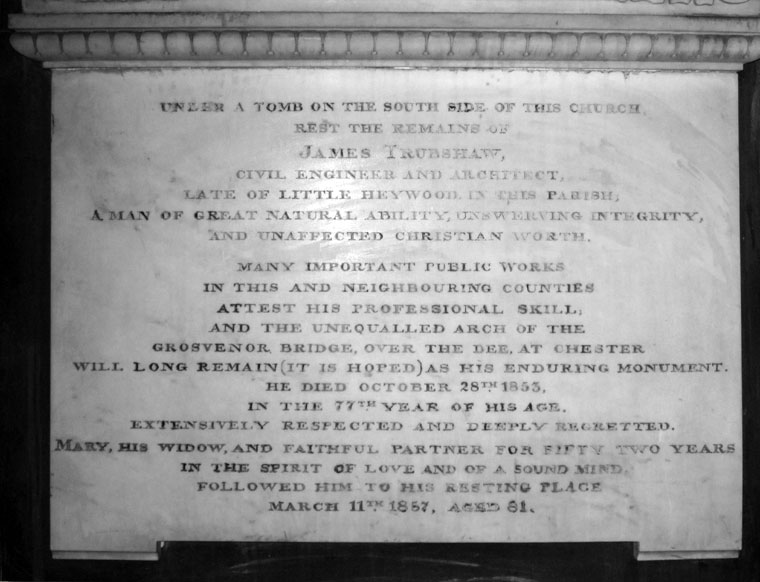 UNDER A TOMB ON THE SOUTH SIDE OF THIS CHURCH,
REST THE REMAINS OF
JAMES TRUBSHAW,
CIVIL ENGINEER AND ARCHITECT,
LATE OF LITTLE HEYWOOD IN THIS PARISH;
A MAN OF GREAT NATURAL ABILITY, UNSWERVING INTEGRITY,
AND UNAFFECTED CHRISTIAN WORTH.
MANY IMPORTANT PUBLIC WORKS
IN THIS AND NEIGHBOURING COUNTIES
ATTEST HIS PROFESSIONAL SKILL;
AND THE UNEQUALLED ARCH OF THE
GROSVENOR BRIDGE, OVER THE DEE, AT CHESTER
WILL LONG REMAIN (IT IS HOPED) AS HIS ENDURING MONUMENT.
HE DIED OCTOBER 28TH 1853,
IN THE 77TH YEAR OF HIS AGE,
EXTENSIVELY RESPECTED AND DEEPLY REGRETTED.
MARY, HIS WIDOW, AND FAITHFUL PARTNER FOR FIFTY TWO YEARS
IN THE SPIRIT OF LOVE AND OF A SOUND MIND,
FOLLOWED HIM TO HIS RESTING PLACE
MARCH 11TH 1857, AGED 81.